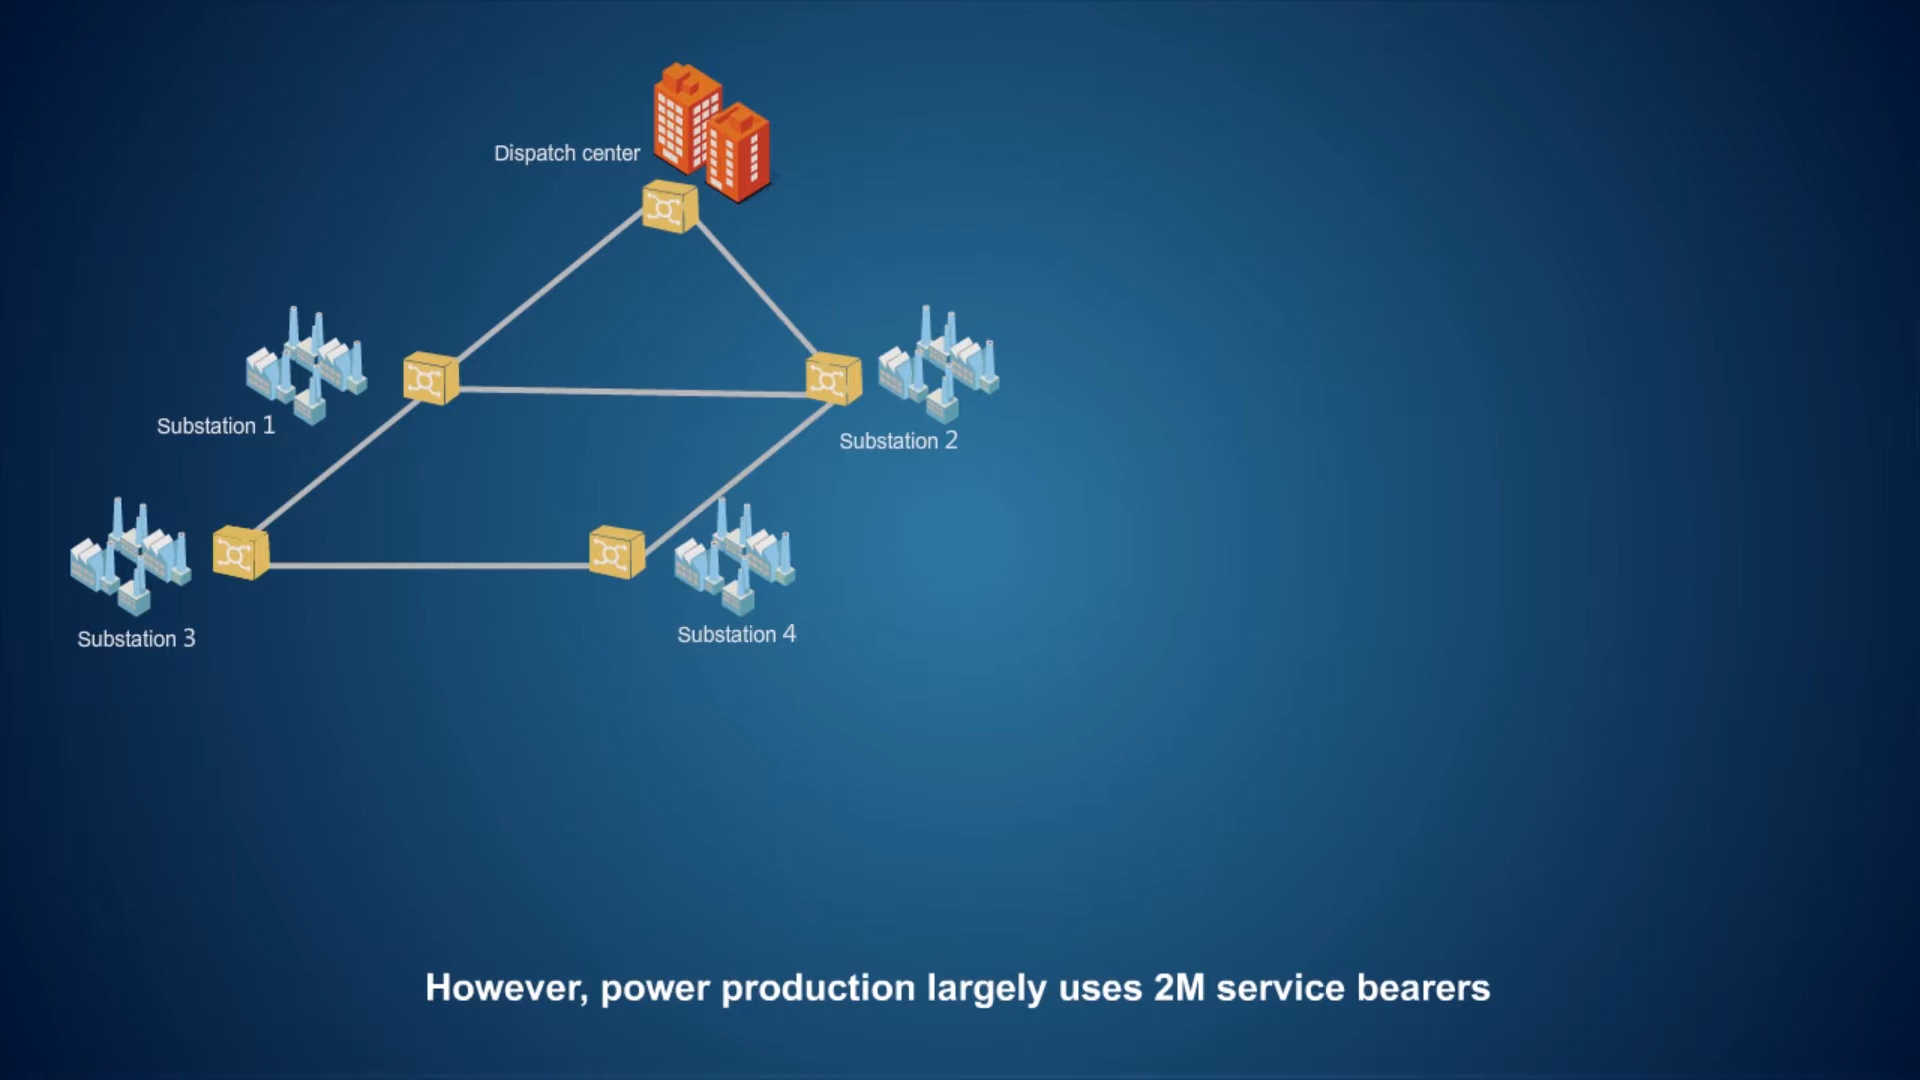 Dispatch center
Substation 1
Substation 2
Substation 3
Substation 4
However, power production largely uses 2M service bearers